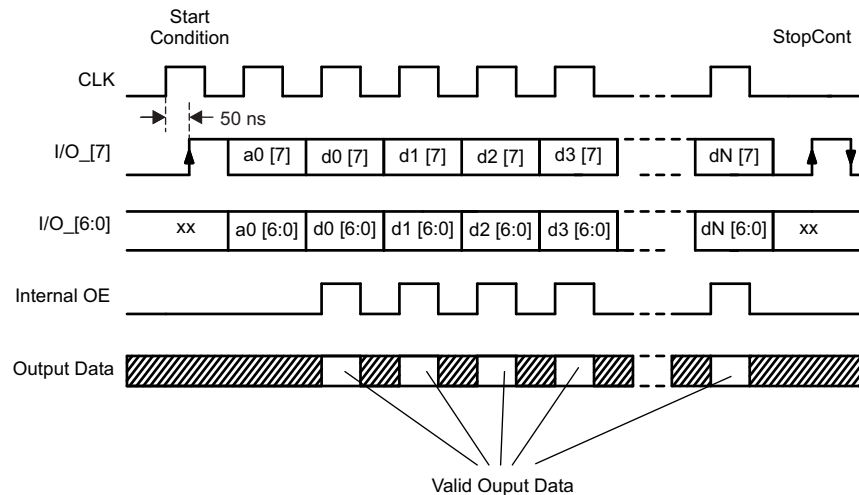 Start
Condition
StopCont
CLK
50 ns
I/O_[7]
a0 [7] d0 [7] d1 [7] d2 [7] d3 [7] dN [7]
I/O_[6:0]
xx a0 [6:0] d0 [6:0] d1 [6:0] d2 [6:0] d3 [6:0] dN [6:0] xx
Internal OE
Output Data
Valid Ouput Data